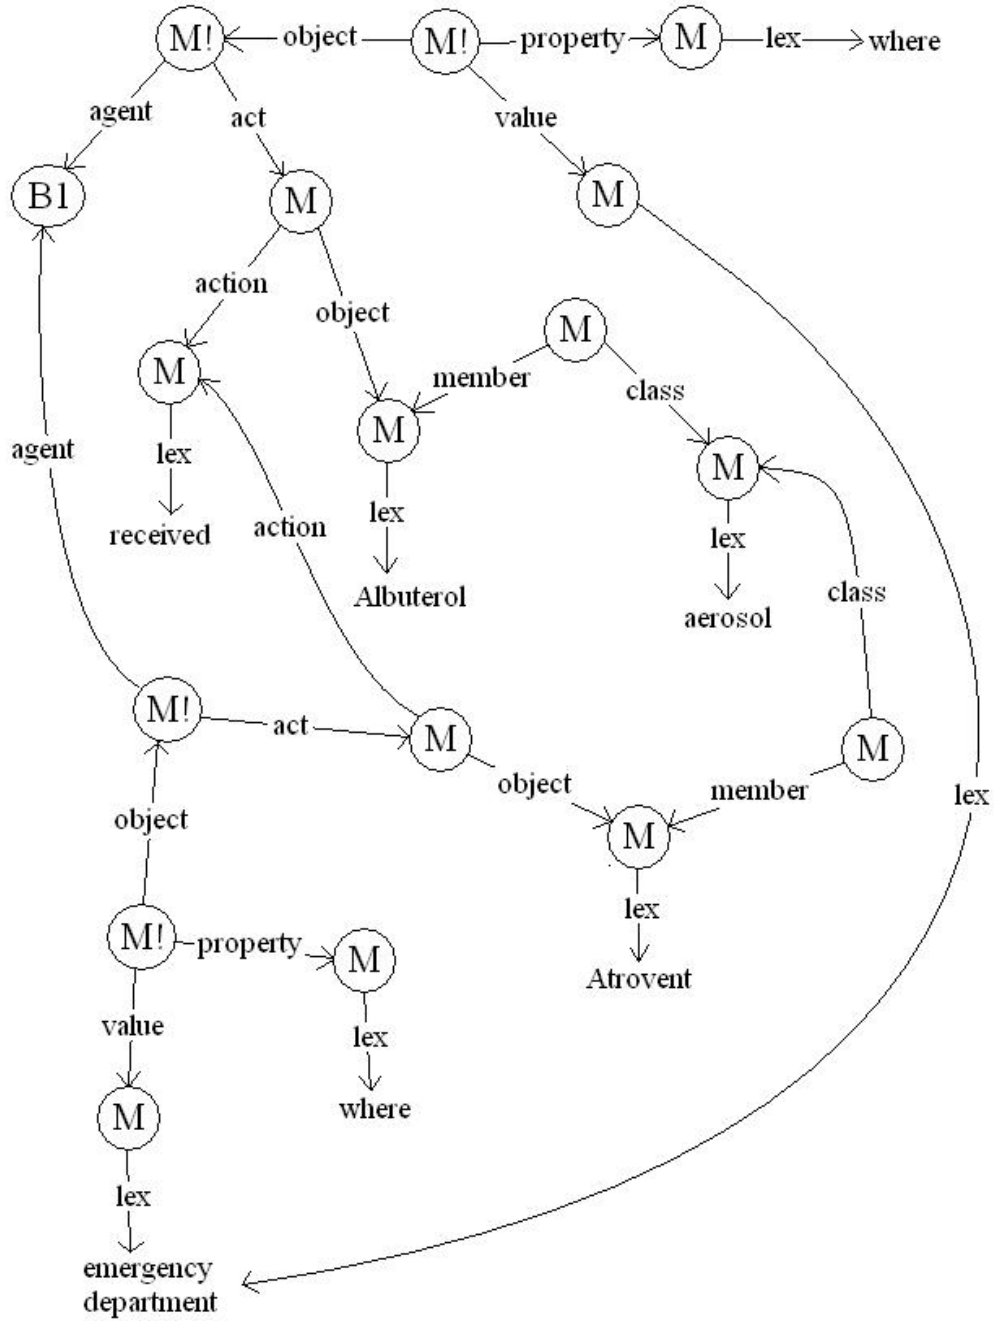 M! object M! property M lex where
agent act value
B1 M M
action object M
M member class
agent lex M M
received action lex lex
Albuterol aerosol class
M! act M M
object object member lex
M
M! property M lex
value lex Atrovent
M where
lex
emergency
department